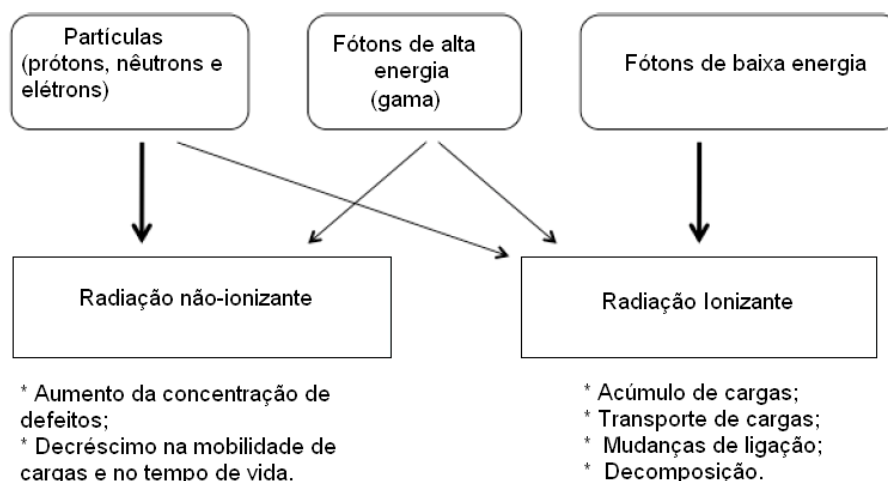 Partículas
(prótons, nêutrons e
elétrons)
Fótons de alta
energia
(gama)
Fótons de baixa energia
Radiação não-ionizante
Radiação Ionizante
* Aumento da concentração de
defeitos;
* Decréscimo na mobilidade de
cargas e no tempo de vida.
* Acúmulo de cargas;
* Transporte de cargas;
* Mudanças de ligação;
* Decomposição.